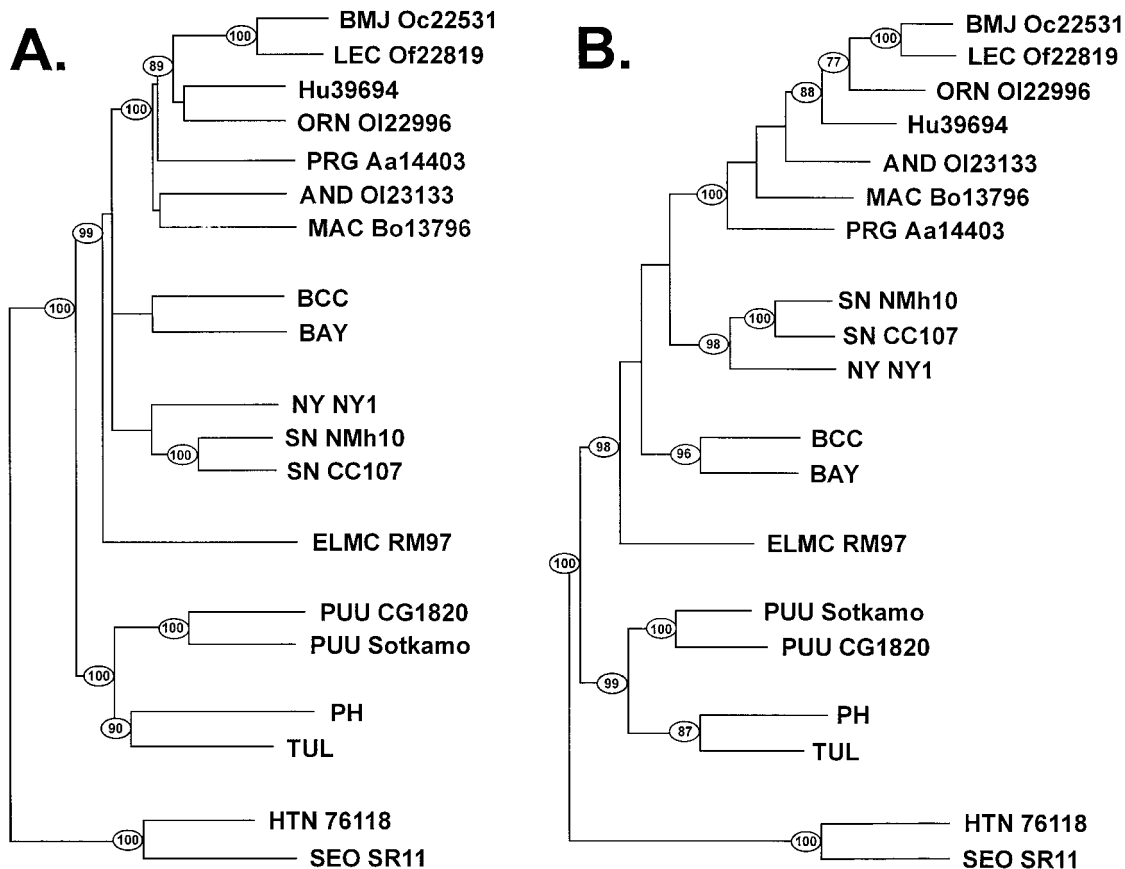 A.
BMJ Oc22531
100
LEC Of22819
89
Hu39694
100
ORN Ol22996
PRG Aa14403
AND Ol23133
MAC Bo13796
99
BCC
100
BAY
NY NY1
SN NMh10
100
SN CC107
ELMC RM97
PUU CG1820
100
PUU Sotkamo
100
PH
90
TUL
HTN 76118
100
SEO SR11
B.
BMJ Oc22531
100
LEC Of22819
77
ORN Ol22996
88
Hu39694
AND Ol23133
MAC Bo13796
100
PRG Aa14403
SN NMh10
100
SN CC107
98
NY NY1
BCC
98
96
BAY
ELMC RM97
100
PUU Sotkamo
100
PUU CG1820
99
PH
87
TUL
HTN 76118
100
SEO SR11